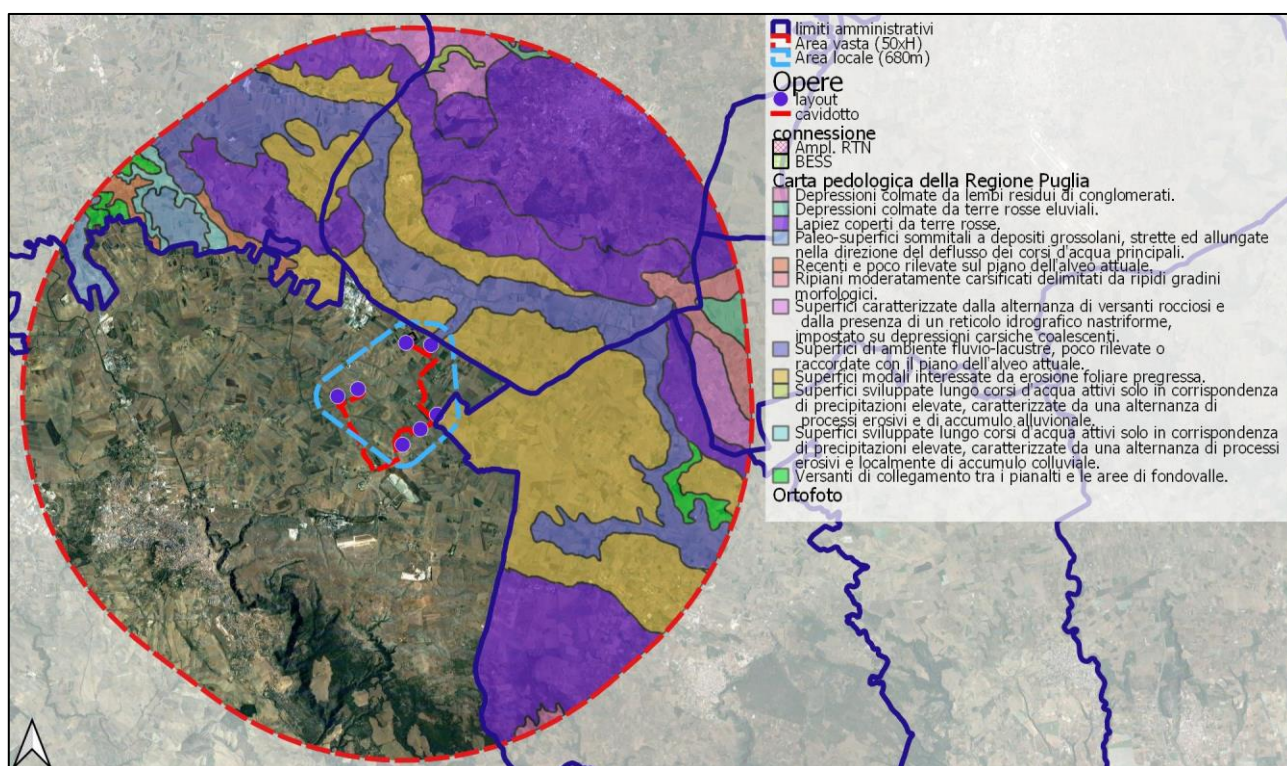 limiti amministrativi
Area vasta (50xH)
Area locale (680m)
Opere
layout
cavidotto
connessione
Ampl. RTN
BESS
Carta pedologica della Regione Puglia
Depressioni colmate da lembi residui di conglomerati.
Depressioni colmate da terre rosse eluviali.
Lapiez coperti da terre rosse.
Paleo-superfici sommitali a depositi grossolani, strette ed allungate
nella direzione del deflusso dei corsi d'acqua principali.
Recenti e poco rilevate sul piano dell'alveo attuale.
Ripiani moderatamente carsificati delimitati da ripidi gradini
morfologici.
Superfici caratterizzate dalla alternanza di versanti rocciosi e
dalla presenza di un reticolo idrografico nastriforme,
impostato su depressioni carsiche coalescenti.
Superfici di ambiente fluvio-lacustre, poco rilevate o
raccordate con il piano dell'alveo attuale.
Superfici modali interessate da erosione foliare pregressa.
Superfici sviluppate lungo corsi d'acqua attivi solo in corrispondenza
di precipitazioni elevate, caratterizzate da una alternanza di
processi erosivi e di accumulo alluvionale.
Superfici sviluppate lungo corsi d'acqua attivi solo in corrispondenza
di precipitazioni elevate, caratterizzate da una alternanza di processi
erosivi e localmente di accumulo colluviale.
Versanti di collegamento tra i pianalti e le aree di fondovalle.
Ortofoto